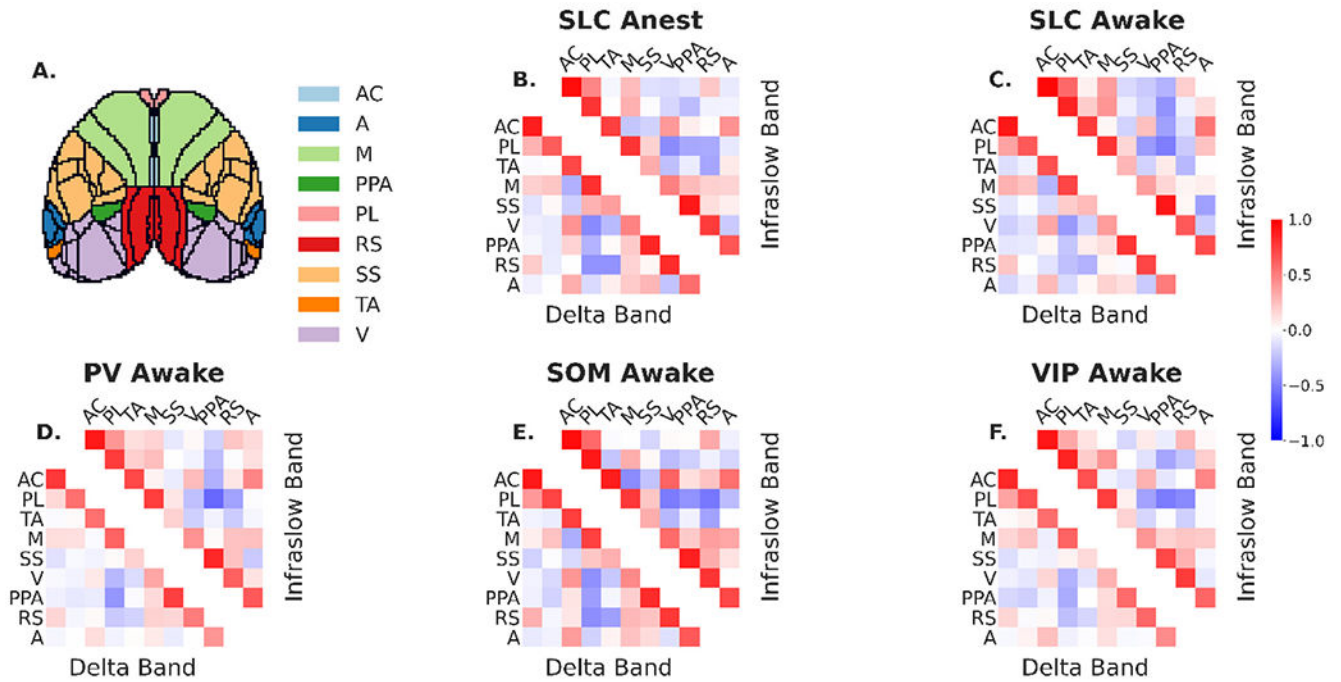 A.
AC
A
M
PPA
PL
RS
SS
TA
V
SLC Anest
B.
AC PL TA M SS V PPA RS A
AC
PL
TA
M
SS
V
PPA
RS
A
Delta Band
Infraslow Band
SLC Awake
C.
AC PL TA M SS V PPA RS A
AC
PL
TA
M
SS
V
PPA
RS
A
Delta Band
Infraslow Band
1.0
0.5
0.0
−0.5
−1.0
PV Awake
D.
AC PL TA M SS V PPA RS A
AC
PL
TA
M
SS
V
PPA
RS
A
Delta Band
Infraslow Band
SOM Awake
E.
AC PL TA M SS V PPA RS A
AC
PL
TA
M
SS
V
PPA
RS
A
Delta Band
Infraslow Band
VIP Awake
F.
AC PL TA M SS V PPA RS A
AC
PL
TA
M
SS
V
PPA
RS
A
Delta Band
Infraslow Band